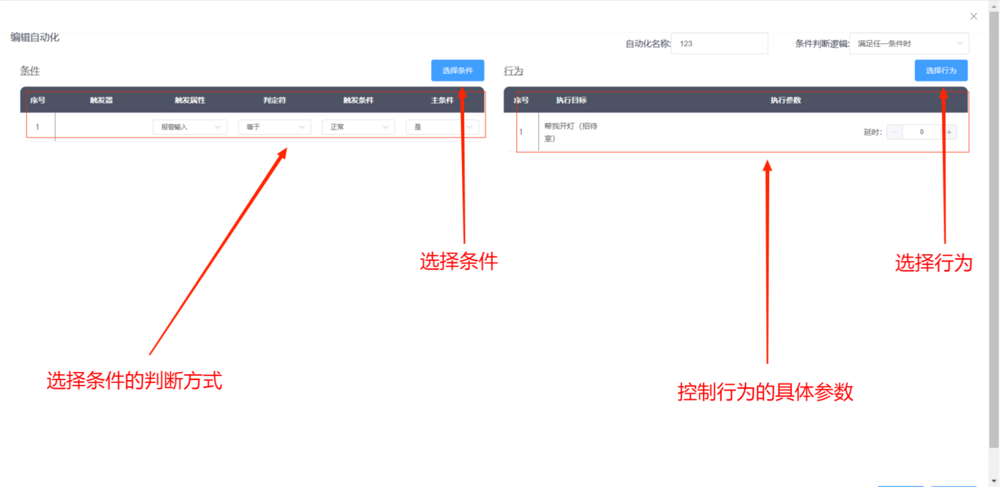 编辑自动化
自动化名称: 123 条件判断逻辑: 满足任一条件时
条件 选择条件
序号 触发器 触发属性 判定符 触发条件 主条件
1 报警输入 等于 正常 是
行为 选择行为
序号 执行目标 执行参数
1 帮我开灯（招待
室） 延时: － 0 +
选择条件
选择行为
选择条件的判断方式
控制行为的具体参数